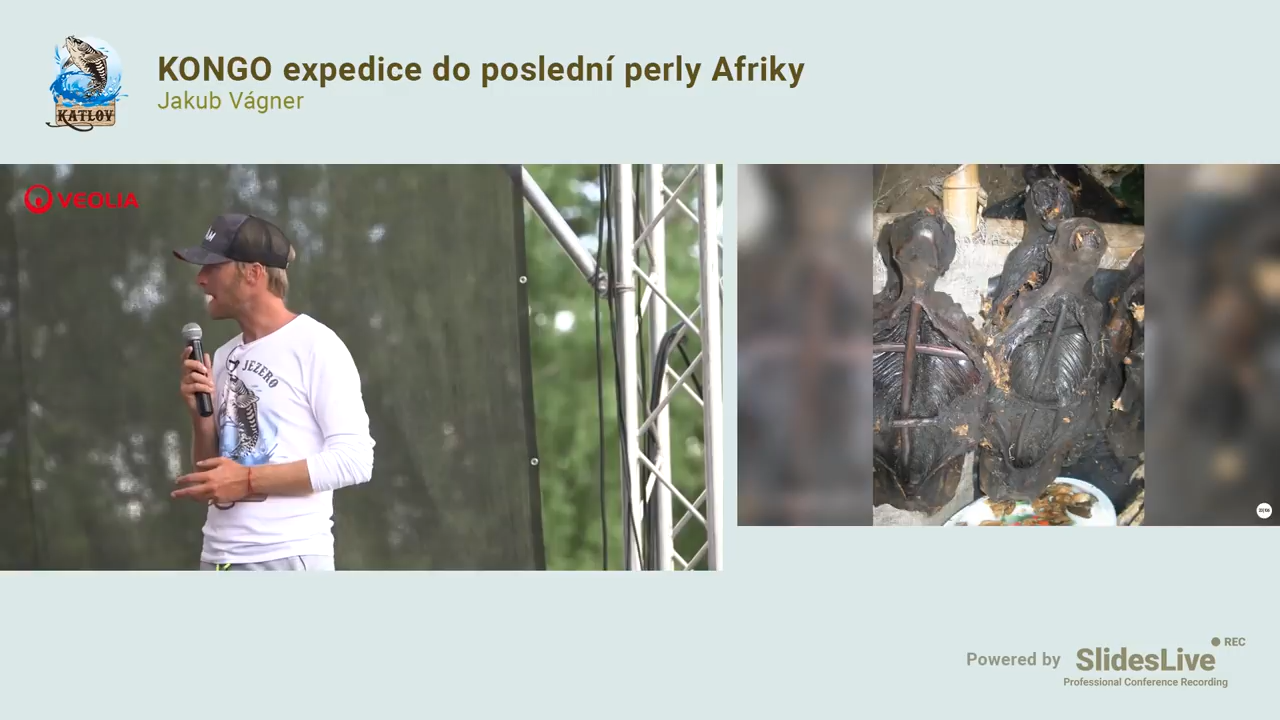 KATLOV
KONGO expedice do poslední perly Afriky
Jakub Vágner
VEOLIA
JEZERO
REC
Powered by SlidesLive
Professional Conference Recording